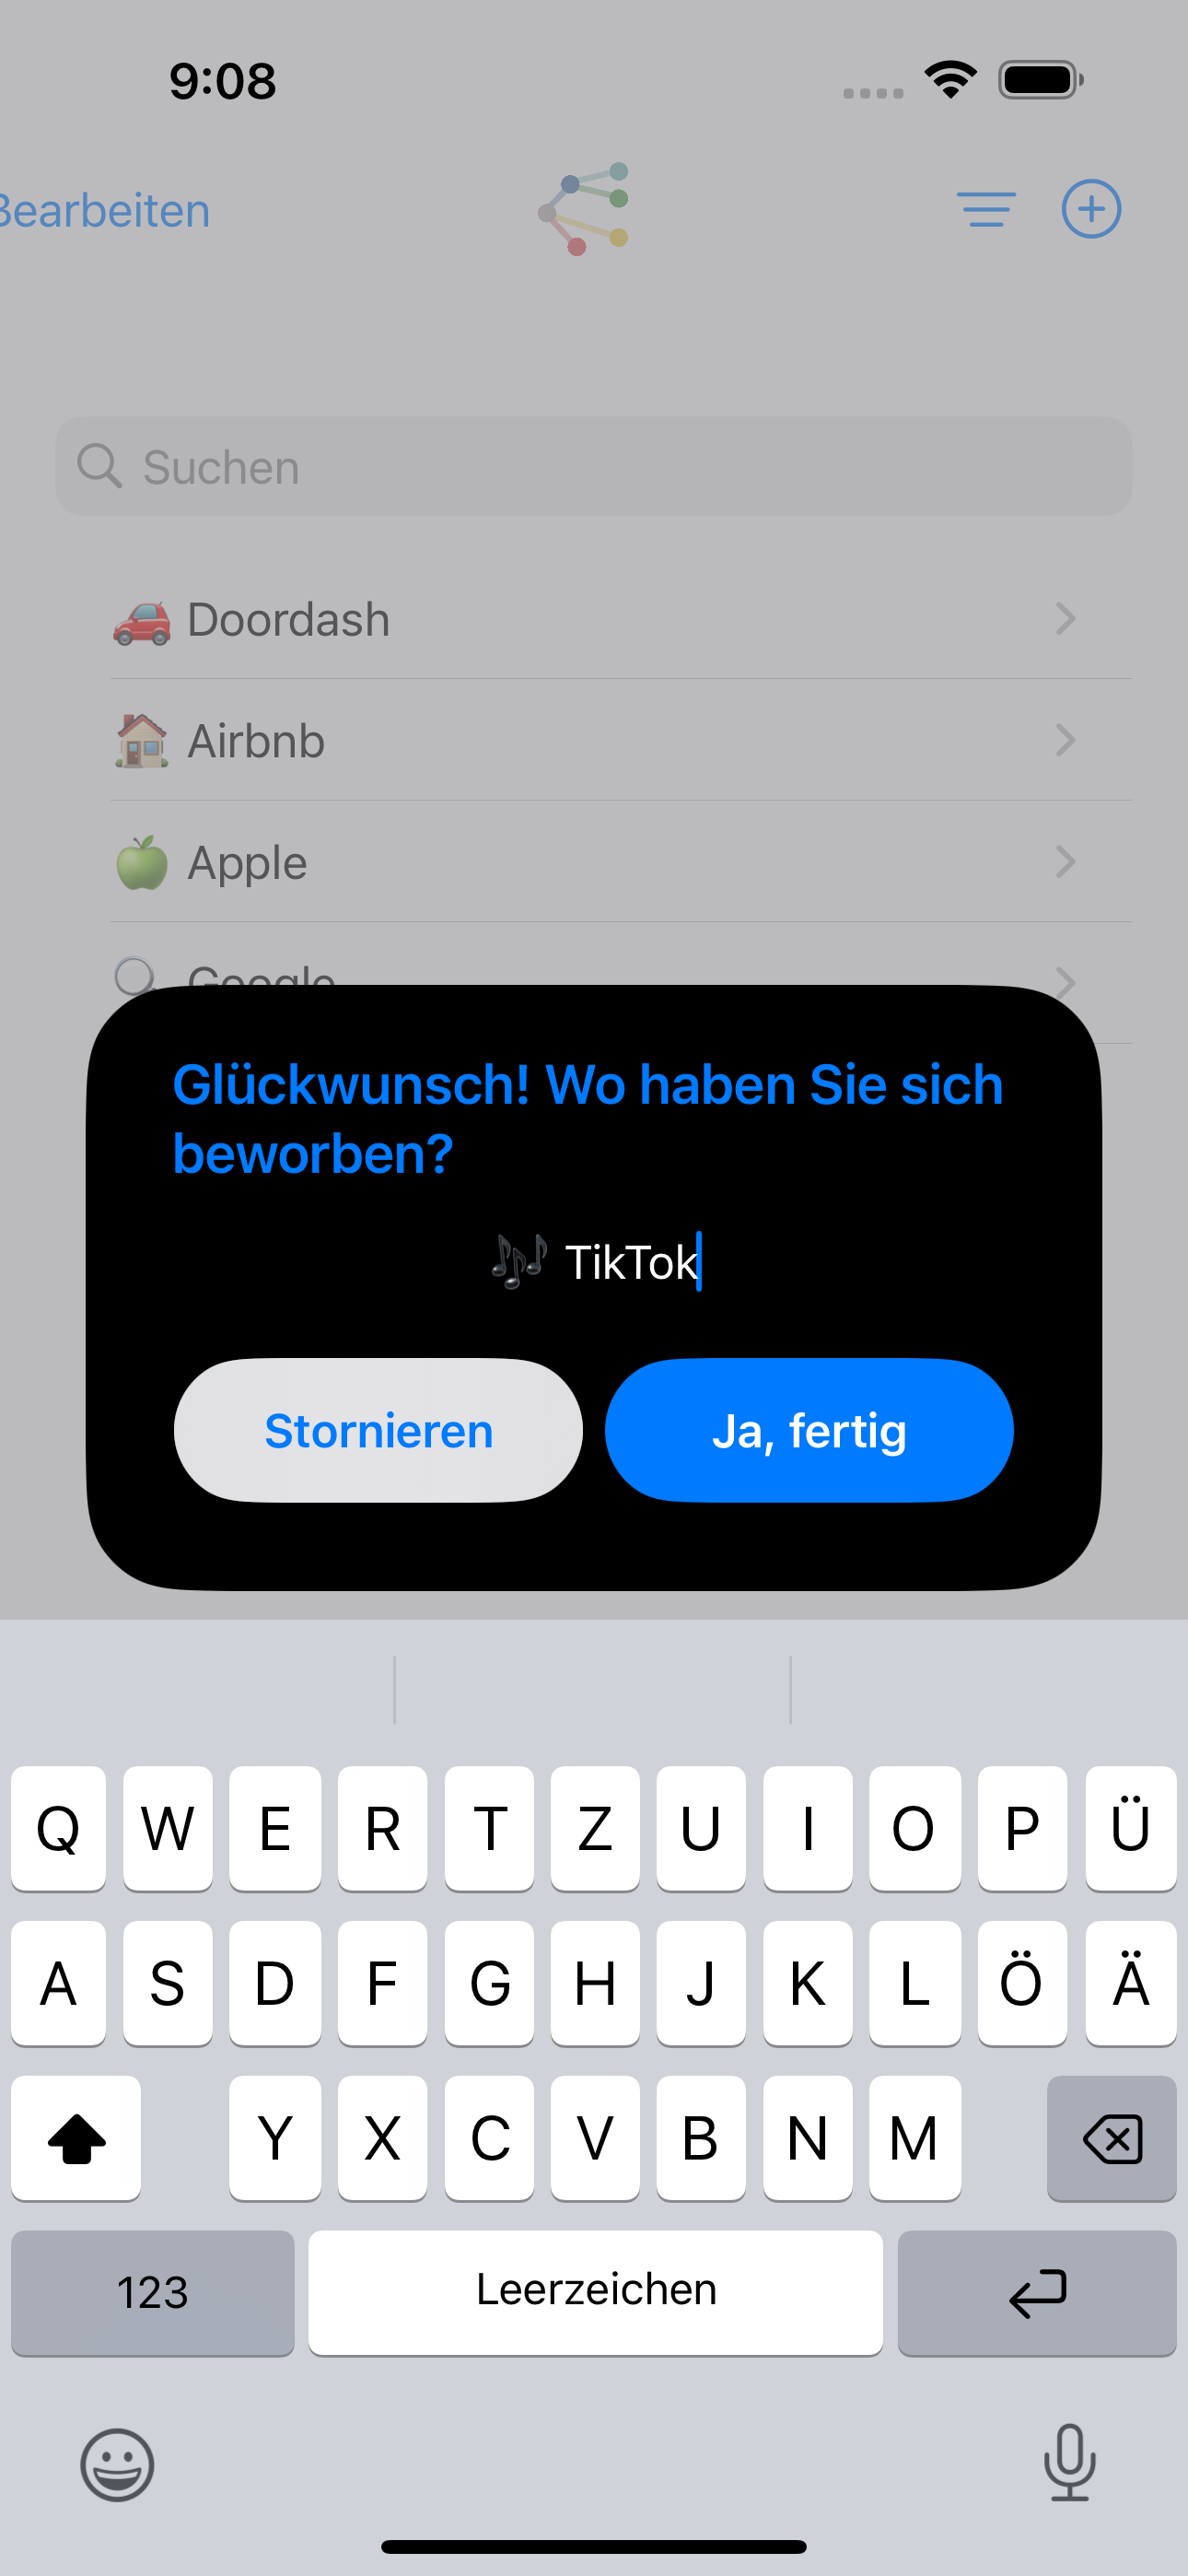 9:08
Bearbeiten
Suchen
🚗 Doordash
🏠 Airbnb
🍏 Apple
🔍 Google
Glückwunsch! Wo haben Sie sich
beworben?
🎶 TikTok
Stornieren
Ja, fertig
Q W E R T Z U I O P Ü
A S D F G H J K L Ö Ä
Y X C V B N M
123 Leerzeichen